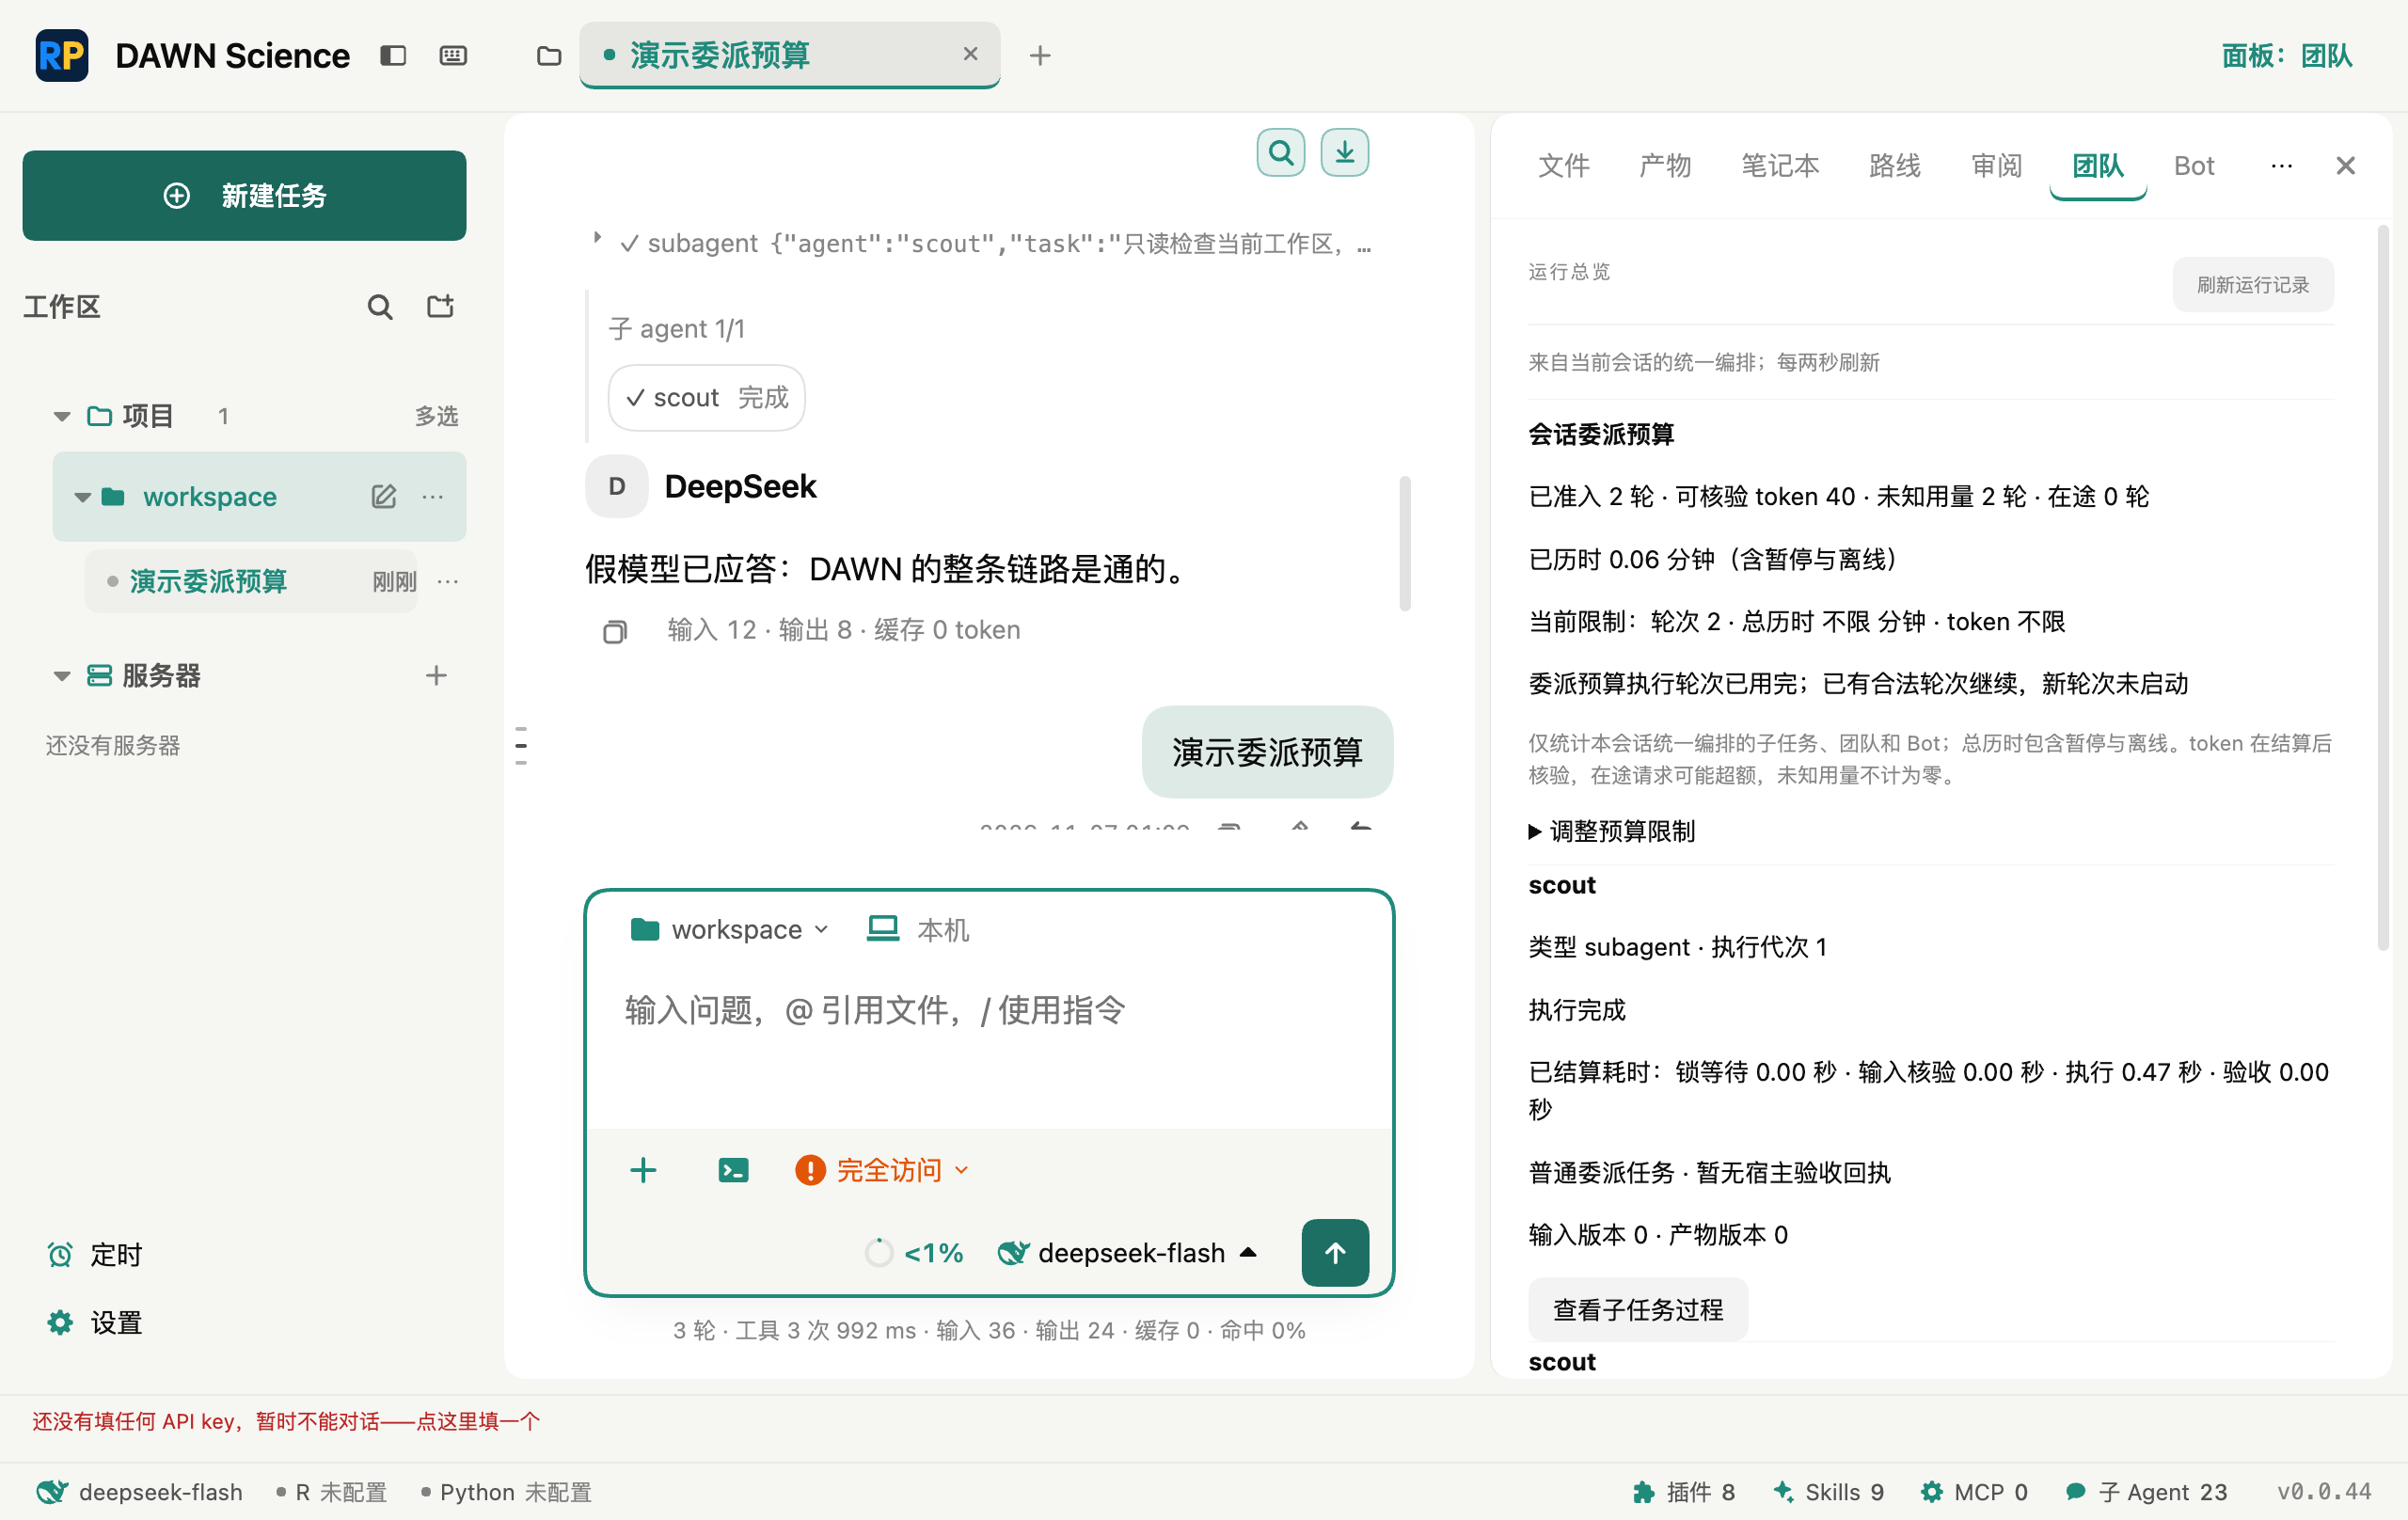 RP DAWN Science
演示委派预算
面板：团队
新建任务
工作区
项目 1 多选
workspace
演示委派预算 刚刚
服务器
还没有服务器
定时
设置
subagent {"agent":"scout","task":"只读检查当前工作区，…
子 agent 1/1
scout 完成
D DeepSeek
假模型已应答：DAWN 的整条链路是通的。
输入 12 · 输出 8 · 缓存 0 token
演示委派预算
workspace 本机
输入问题，@ 引用文件，/ 使用指令
完全访问
<1% deepseek-flash
3 轮 · 工具 3 次 992 ms · 输入 36 · 输出 24 · 缓存 0 · 命中 0%
文件 产物 笔记本 路线 审阅 团队 Bot …
运行总览 刷新运行记录
来自当前会话的统一编排；每两秒刷新
会话委派预算
已准入 2 轮 · 可核验 token 40 · 未知用量 2 轮 · 在途 0 轮
已历时 0.06 分钟（含暂停与离线）
当前限制：轮次 2 · 总历时 不限 分钟 · token 不限
委派预算执行轮次已用完；已有合法轮次继续，新轮次未启动
仅统计本会话统一编排的子任务、团队和 Bot；总历时包含暂停与离线。token 在结算后
核验，在途请求可能超额，未知用量不计为零。
调整预算限制
scout
类型 subagent · 执行代次 1
执行完成
已结算耗时：锁等待 0.00 秒 · 输入核验 0.00 秒 · 执行 0.47 秒 · 验收 0.00
秒
普通委派任务 · 暂无宿主验收回执
输入版本 0 · 产物版本 0
查看子任务过程
scout
还没有填任何 API key，暂时不能对话——点这里填一个
deepseek-flash R 未配置 Python 未配置
插件 8 Skills 9 MCP 0 子 Agent 23 v0.0.44